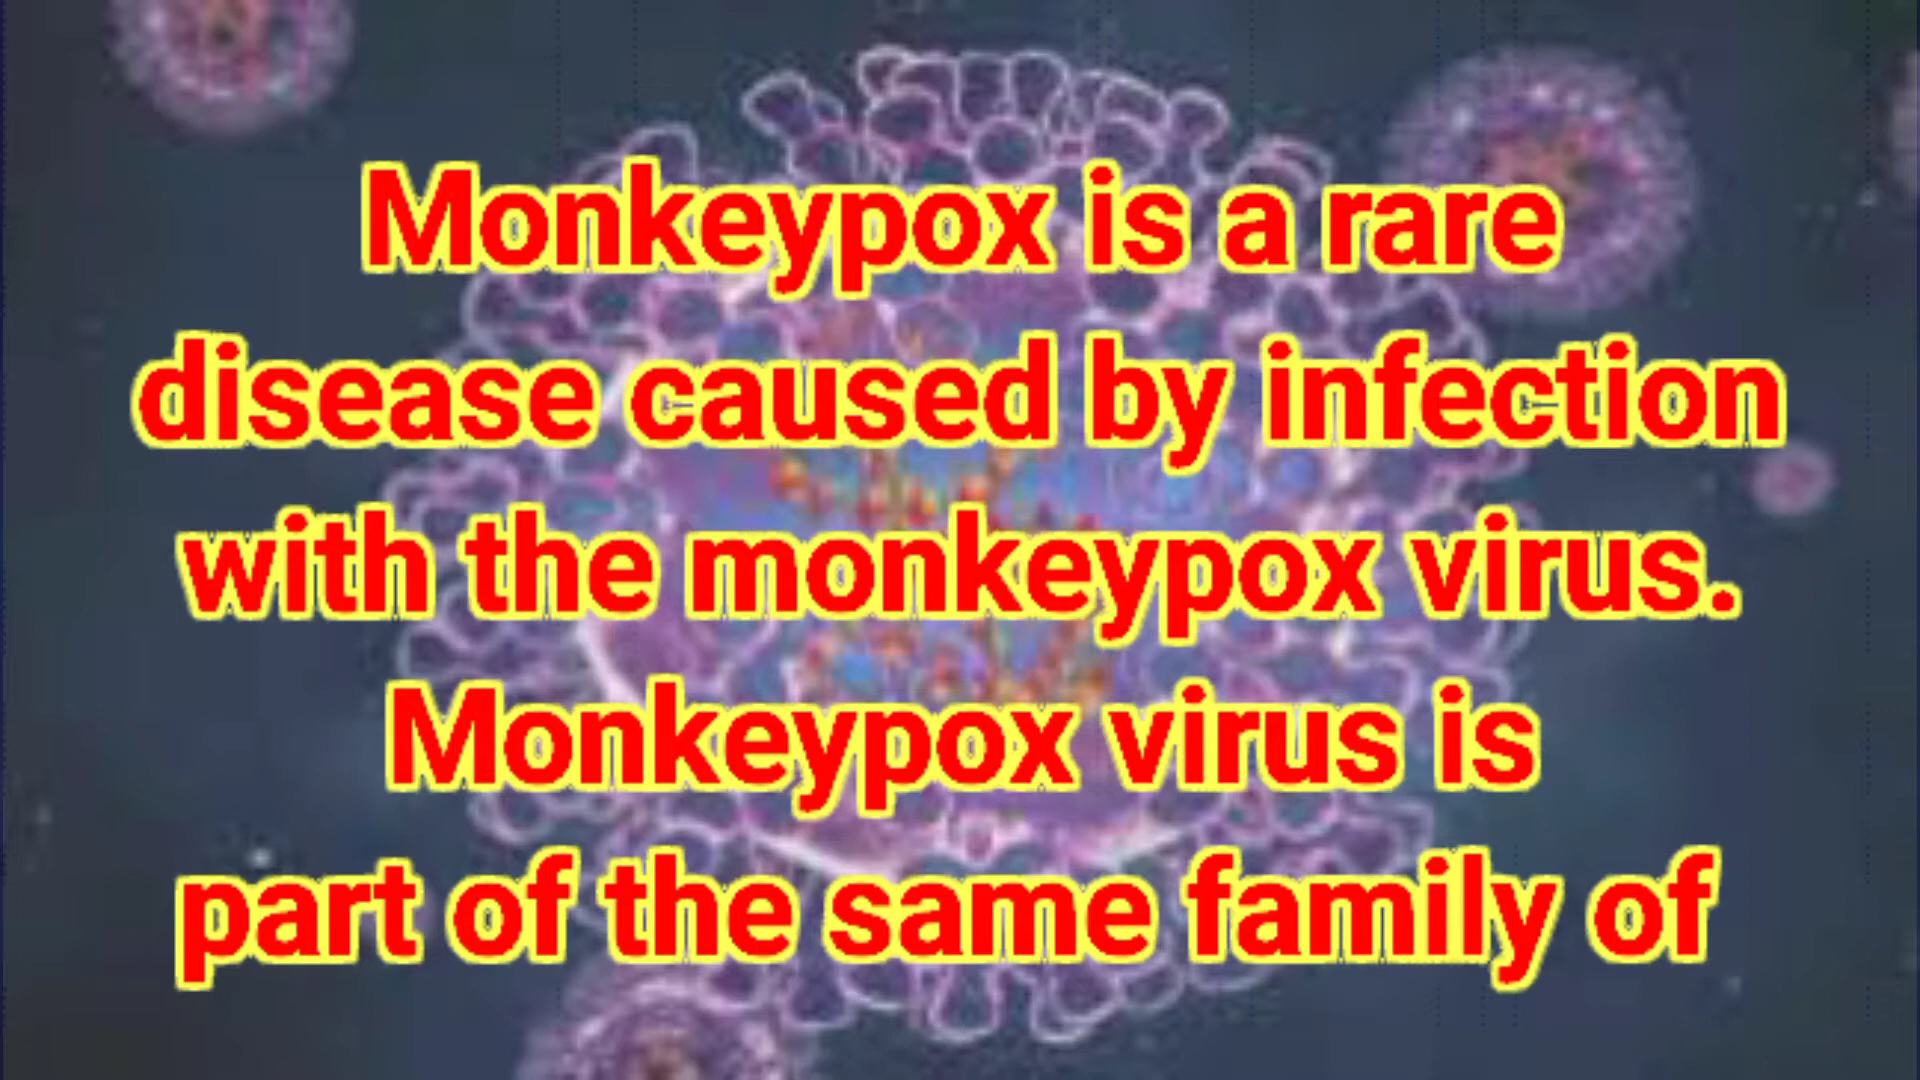 Monkeypox is a rare
disease caused by infection
with the monkeypox virus.
Monkeypox virus is
part of the same family of